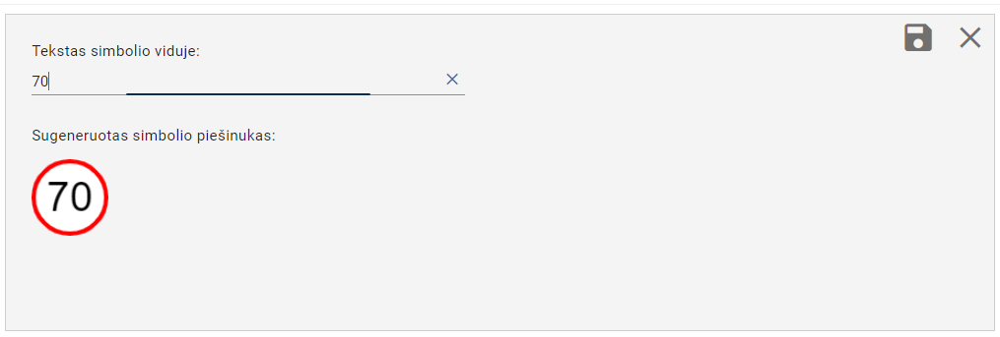 Tekstas simbolio viduje:
70
Sugeneruotas simbolio piešinukas:
70